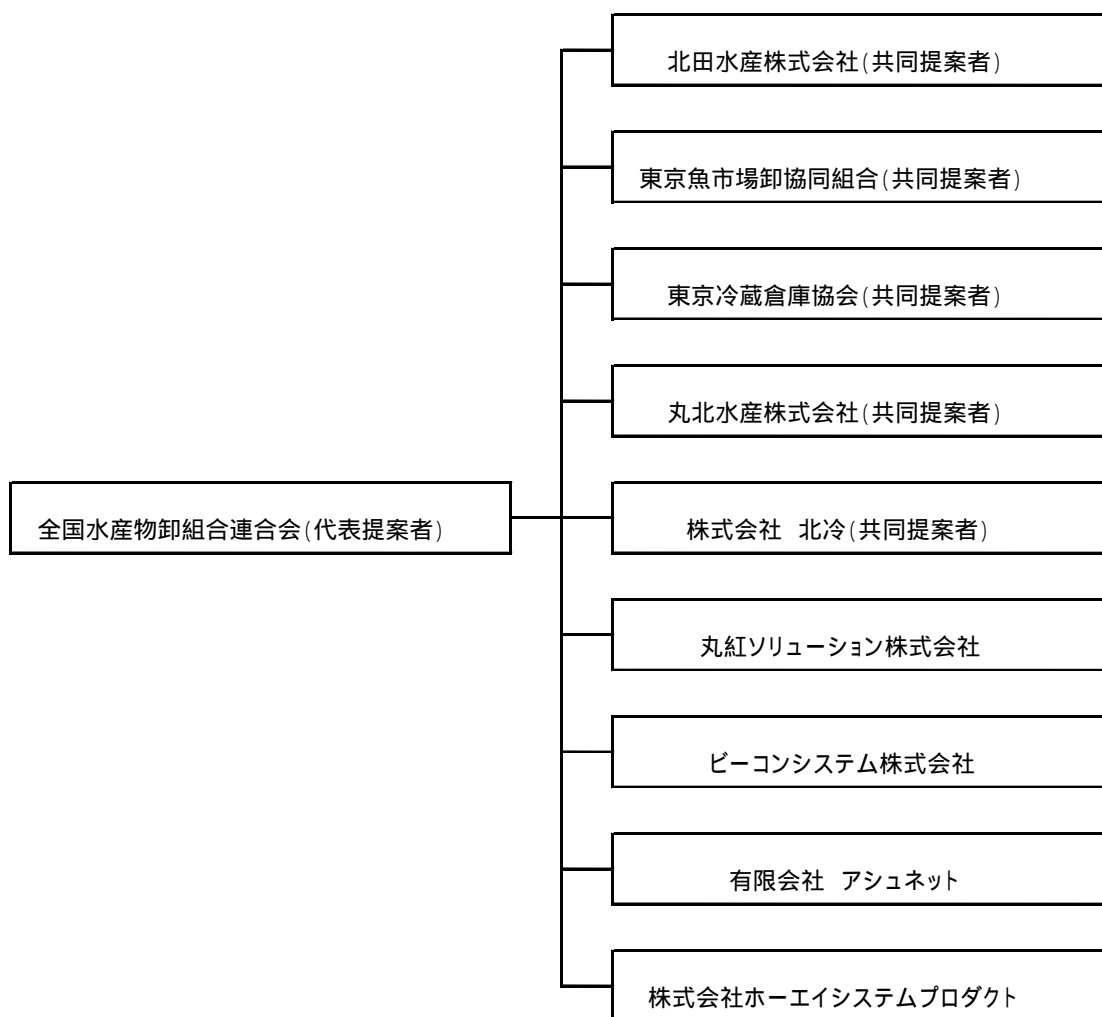 北田水産株式会社(共同提案者)
東京魚市場卸協同組合(共同提案者)
東京冷蔵倉庫協会(共同提案者)
丸北水産株式会社(共同提案者)
全国水産物卸組合連合会(代表提案者)
株式会社 北冷(共同提案者)
丸紅ソリューション株式会社
ビーコンシステム株式会社
有限会社 アシュネット
株式会社ホーエイシステムプロダクト